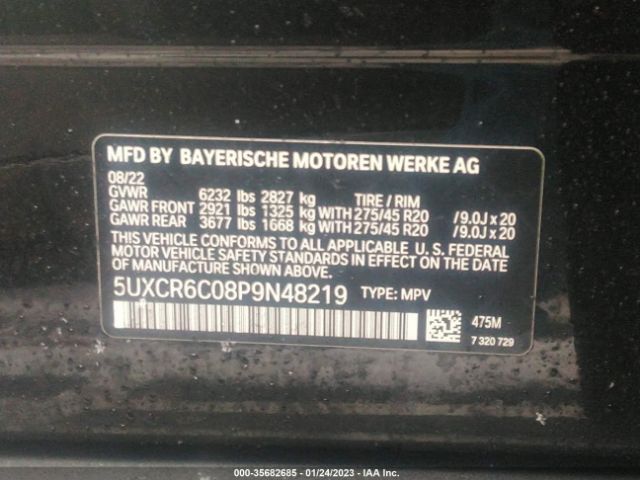 MFD BY BAYERISCHE MOTOREN WERKE AG
08/22
GVWR 6232 lbs 2827 kg TIRE / RIM
GAWR FRONT 2921 lbs 1325 kg WITH 275/45 R20 /9.0J x 20
GAWR REAR 3677 lbs 1668 kg WITH 275/45 R20 /9.0J x 20
THIS VEHICLE CONFORMS TO ALL APPLICABLE U. S. FEDERAL
MOTOR VEHICLE SAFETY STANDARDS IN EFFECT ON THE DATE
OF MANUFACTURE SHOWN ABOVE.
5UXCR6C08P9N48219 TYPE: MPV
475M
7 320 729
000-35682685 - 01/24/2023 - IAA Inc.